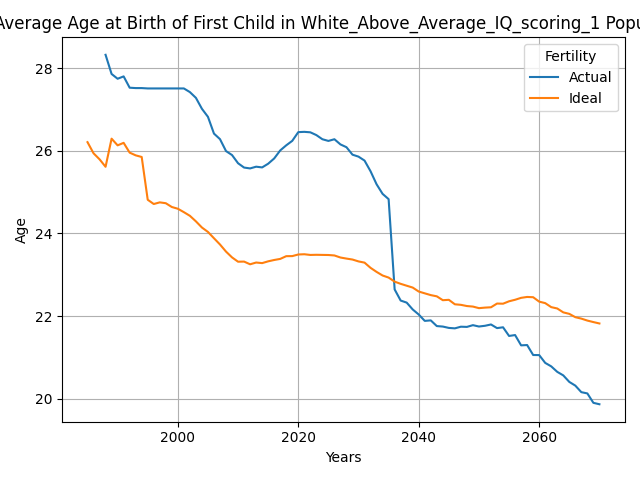 Average Age at Birth of First Child in White_Above_Average_IQ_scoring_1 Popu
Fertility
Actual
Ideal
28
26
24
22
20
Age
2000
2020
2040
2060
Years